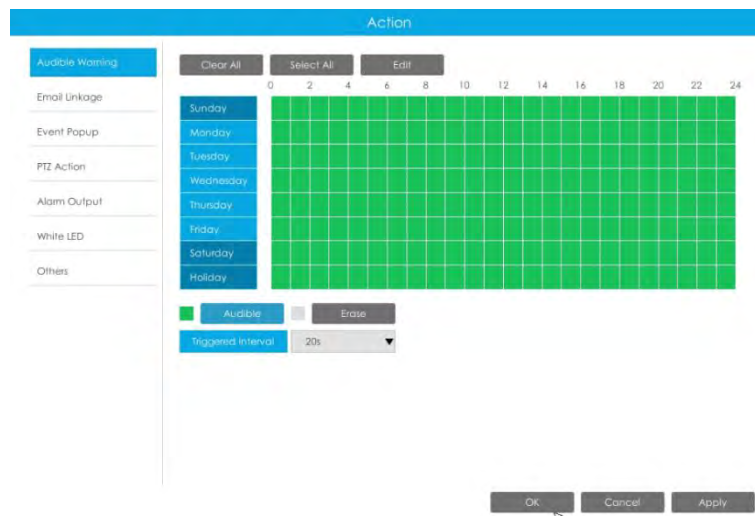 Action
Audible Warning
Email Linkage
Event Popup
PTZ Action
Alarm Output
White LED
Others
Clear All Select All Edit
0 2 4 6 8 10 12 14 16 18 20 22 24
Sunday
Monday
Tuesday
Wednesday
Thursday
Friday
Saturday
Holiday
Audible Erase
Triggered Interval 20s
OK Cancel Apply